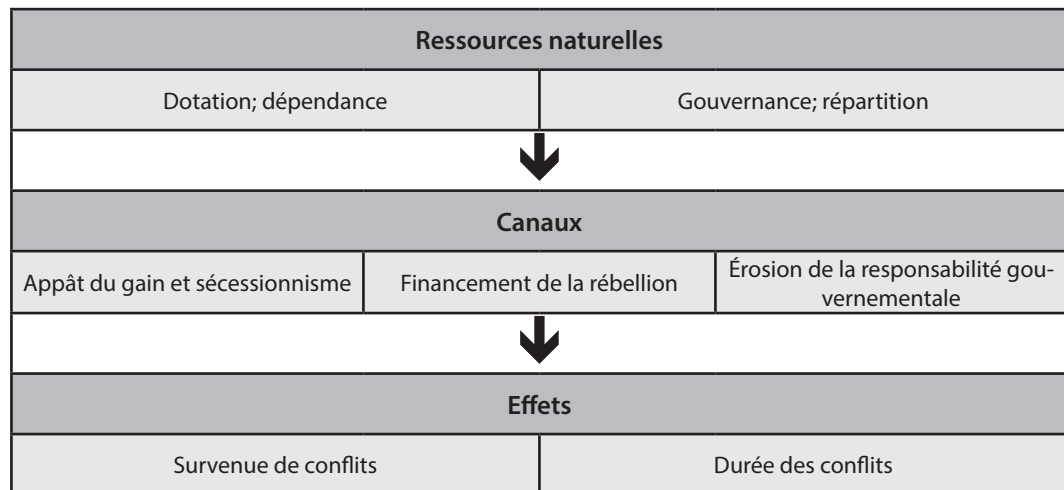 Ressources naturelles
Dotation; dépendance
Gouvernance; répartition
Canaux
Appât du gain et sécessionnisme
Financement de la rébellion
Érosion de la responsabilité gou-
vernementale
Effets
Survenue de conflits
Durée des conflits